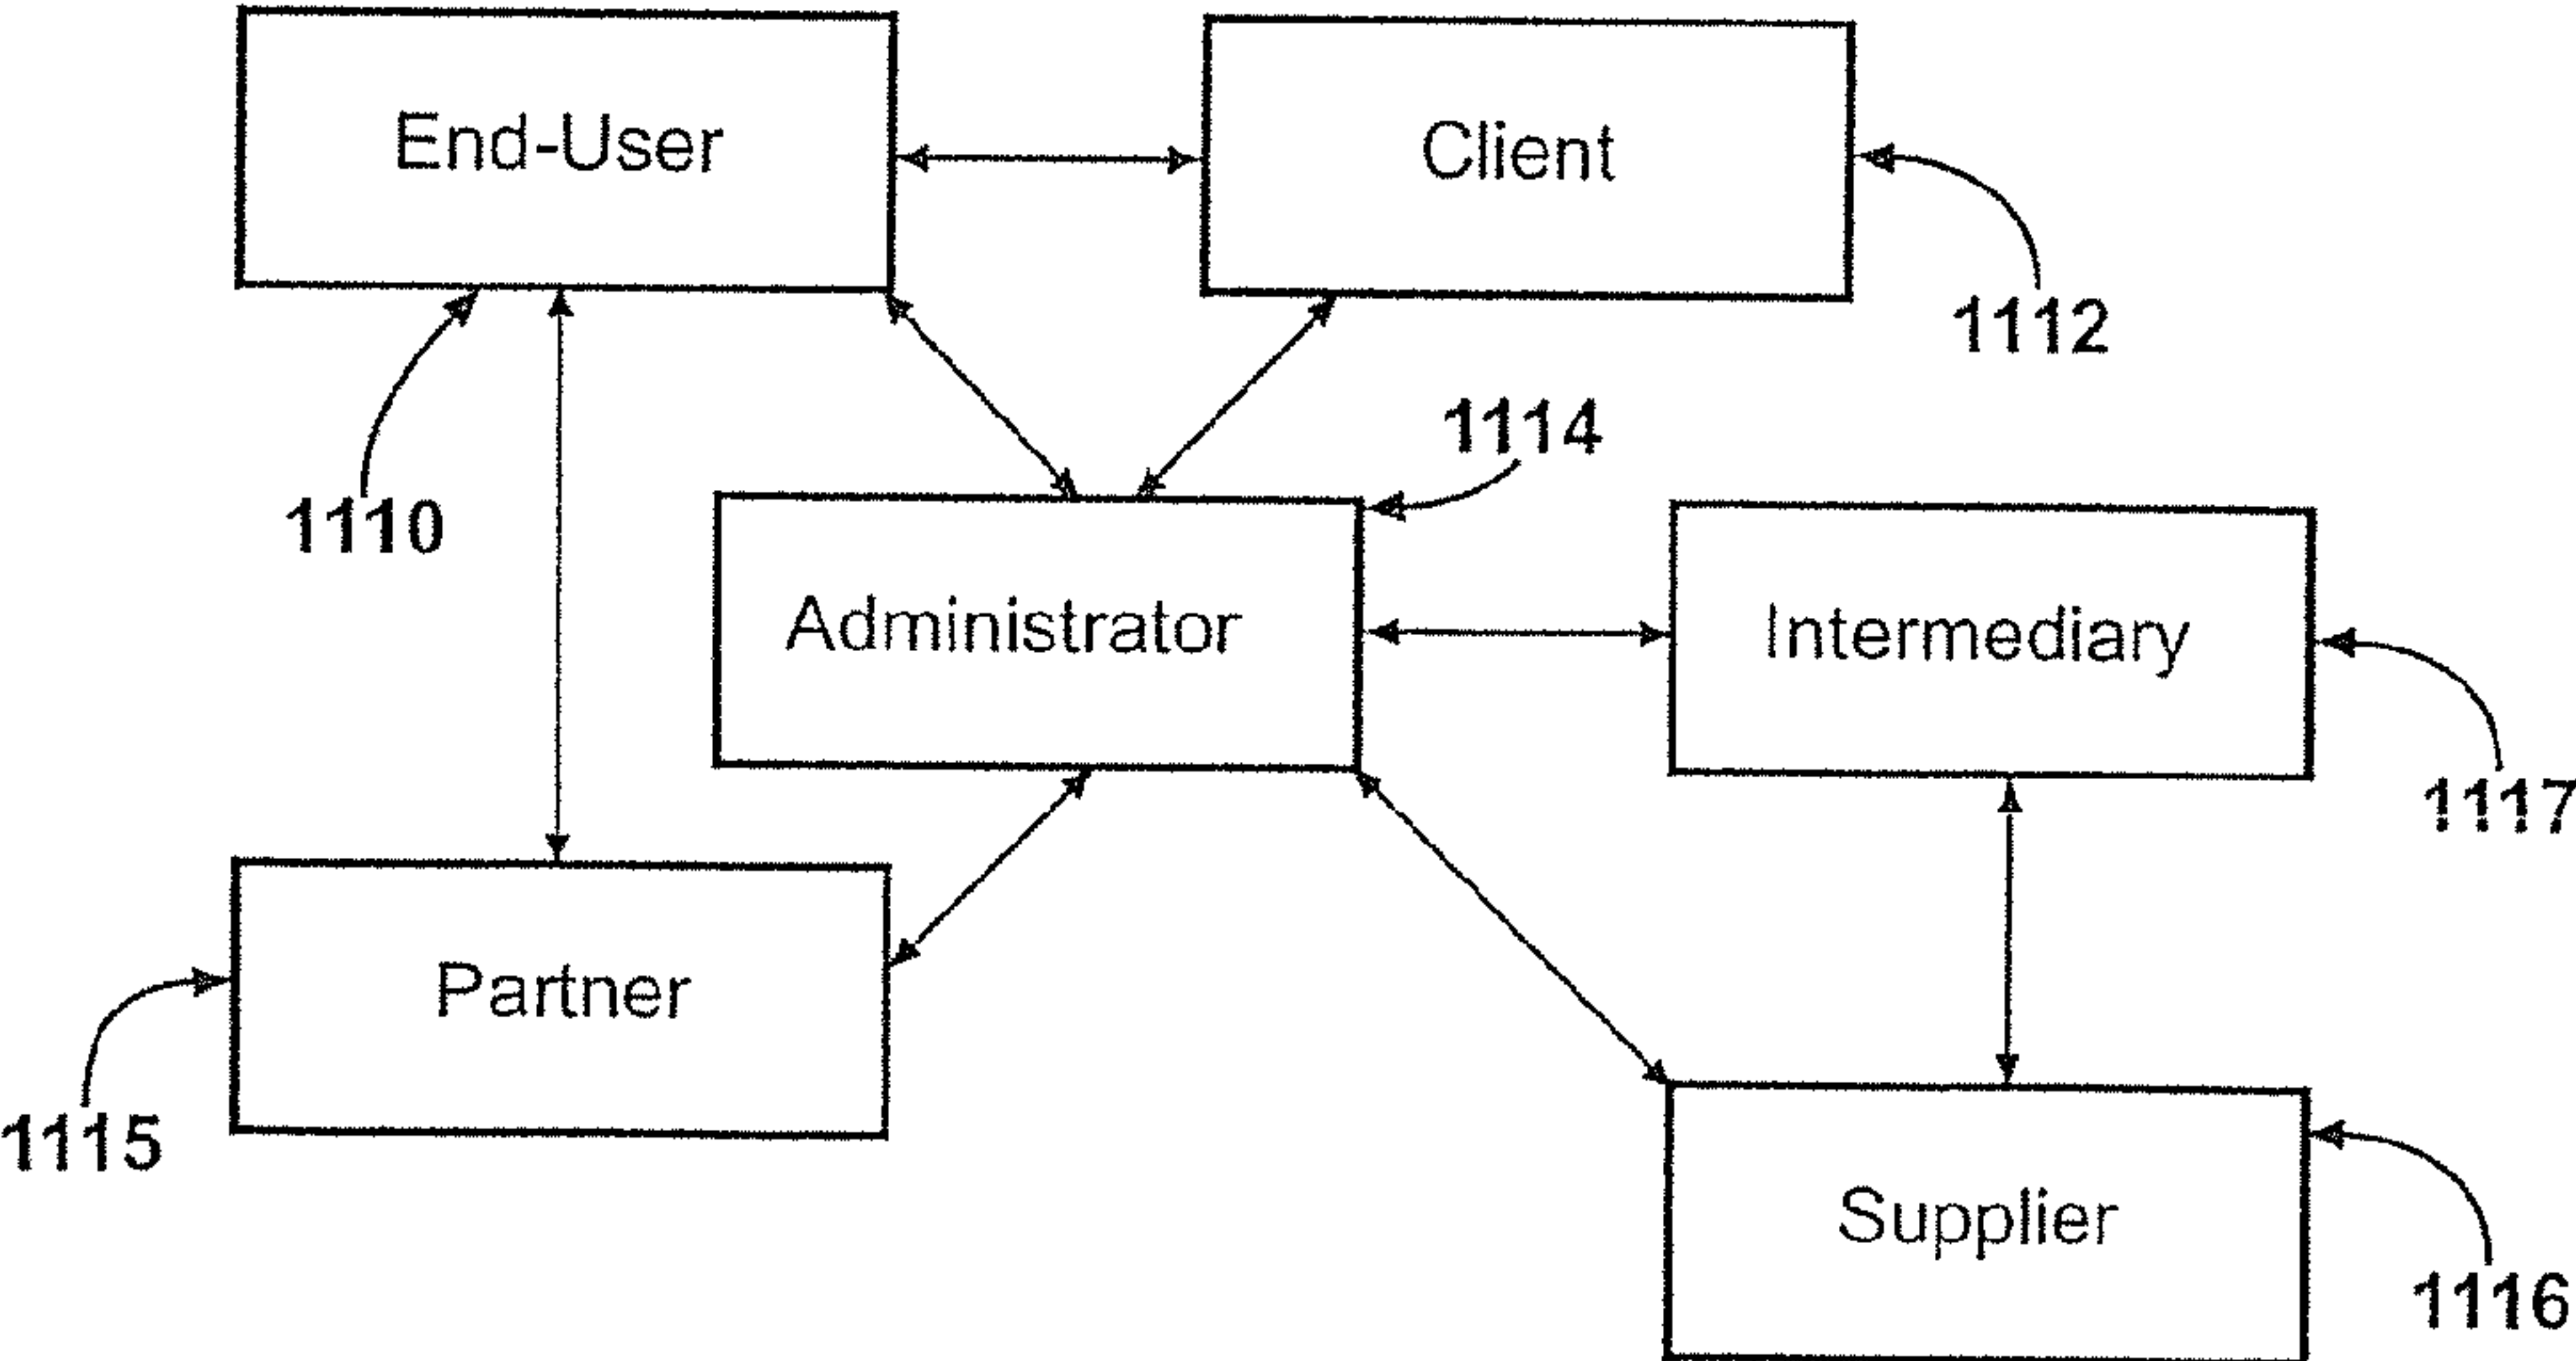 End-User
Client
1112
1114
1110
Administrator
Intermediary
1117
Partner
1115
Supplier
1116